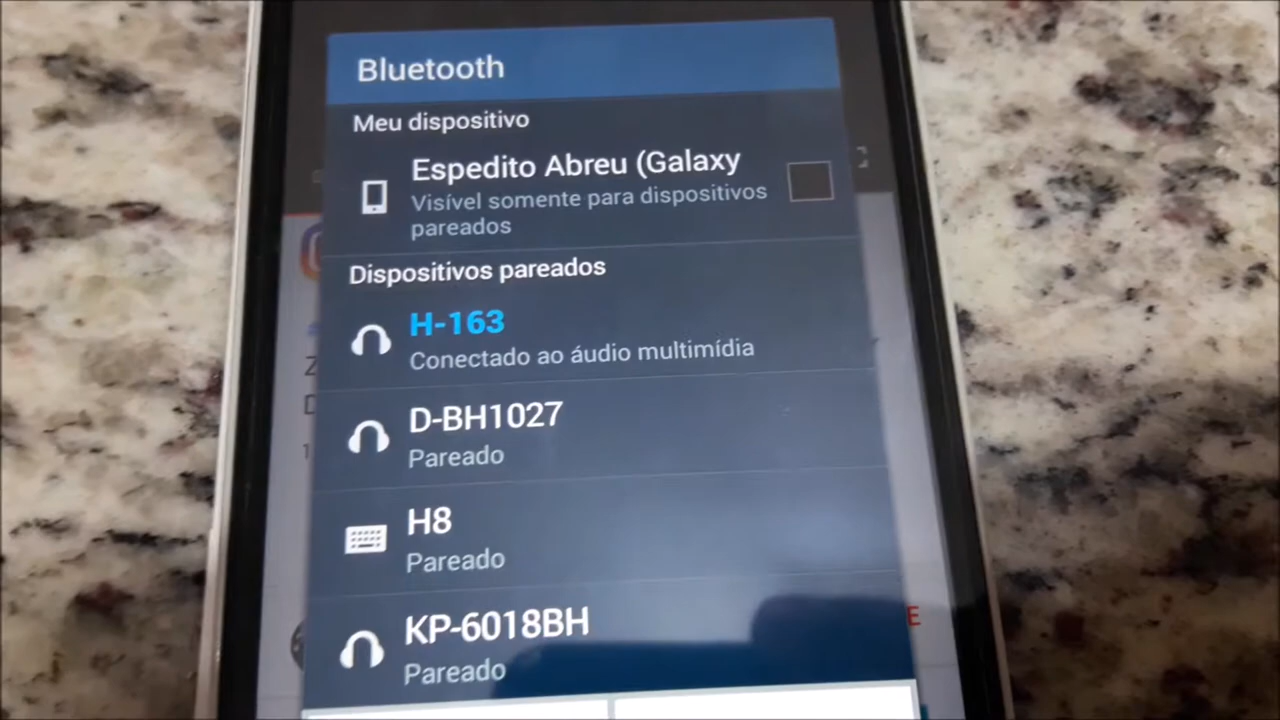 Bluetooth
Meu dispositivo
Espedito Abreu (Galaxy
Visível somente para dispositivos
pareados
Dispositivos pareados
H-163
Conectado ao áudio multimídia
D-BH1027
Pareado
H8
Pareado
KP-6018BH
Pareado